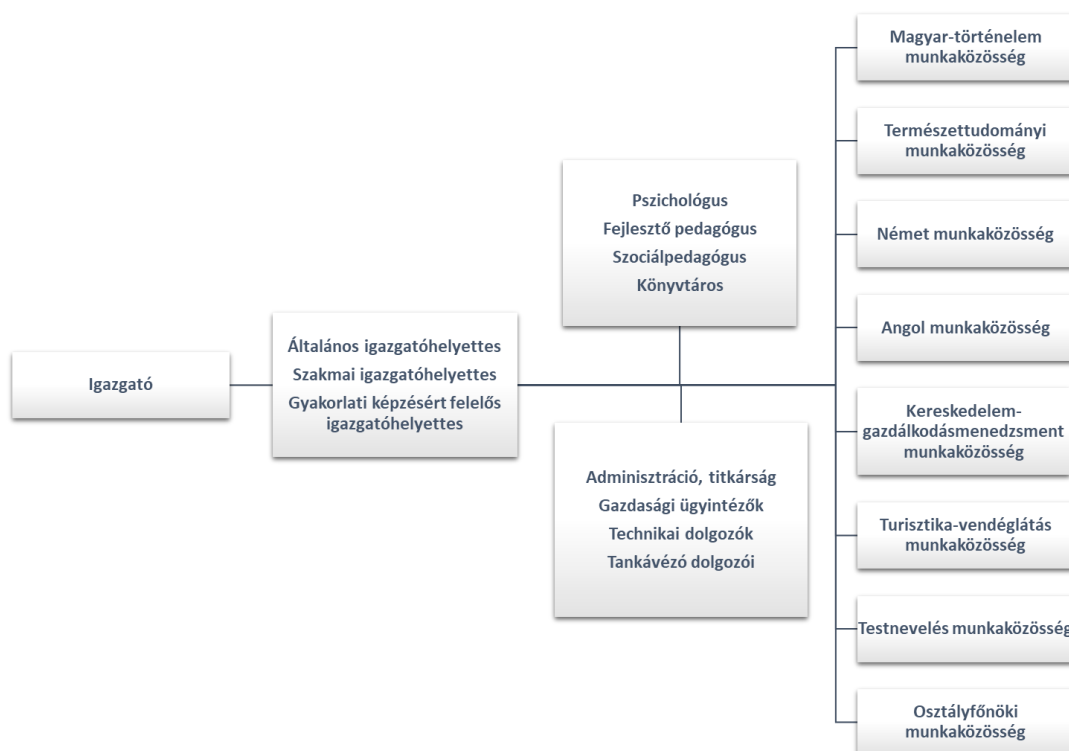 Igazgató
Általános igazgatóhelyettes
Szakmai igazgatóhelyettes
Gyakorlati képzésért felelős
igazgatóhelyettes
Pszichológus
Fejlesztő pedagógus
Szociálpedagógus
Könyvtáros
Adminisztráció, titkárság
Gazdasági ügyintézők
Technikai dolgozók
Tankávézó dolgozói
Magyar-történelem
munkaközösség
Természettudományi
munkaközösség
Német munkaközösség
Angol munkaközösség
Kereskedelem-
gazdálkodásmenedzsment
munkaközösség
Turisztika-vendéglátás
munkaközösség
Testnevelés munkaközösség
Osztályfőnöki
munkaközösség